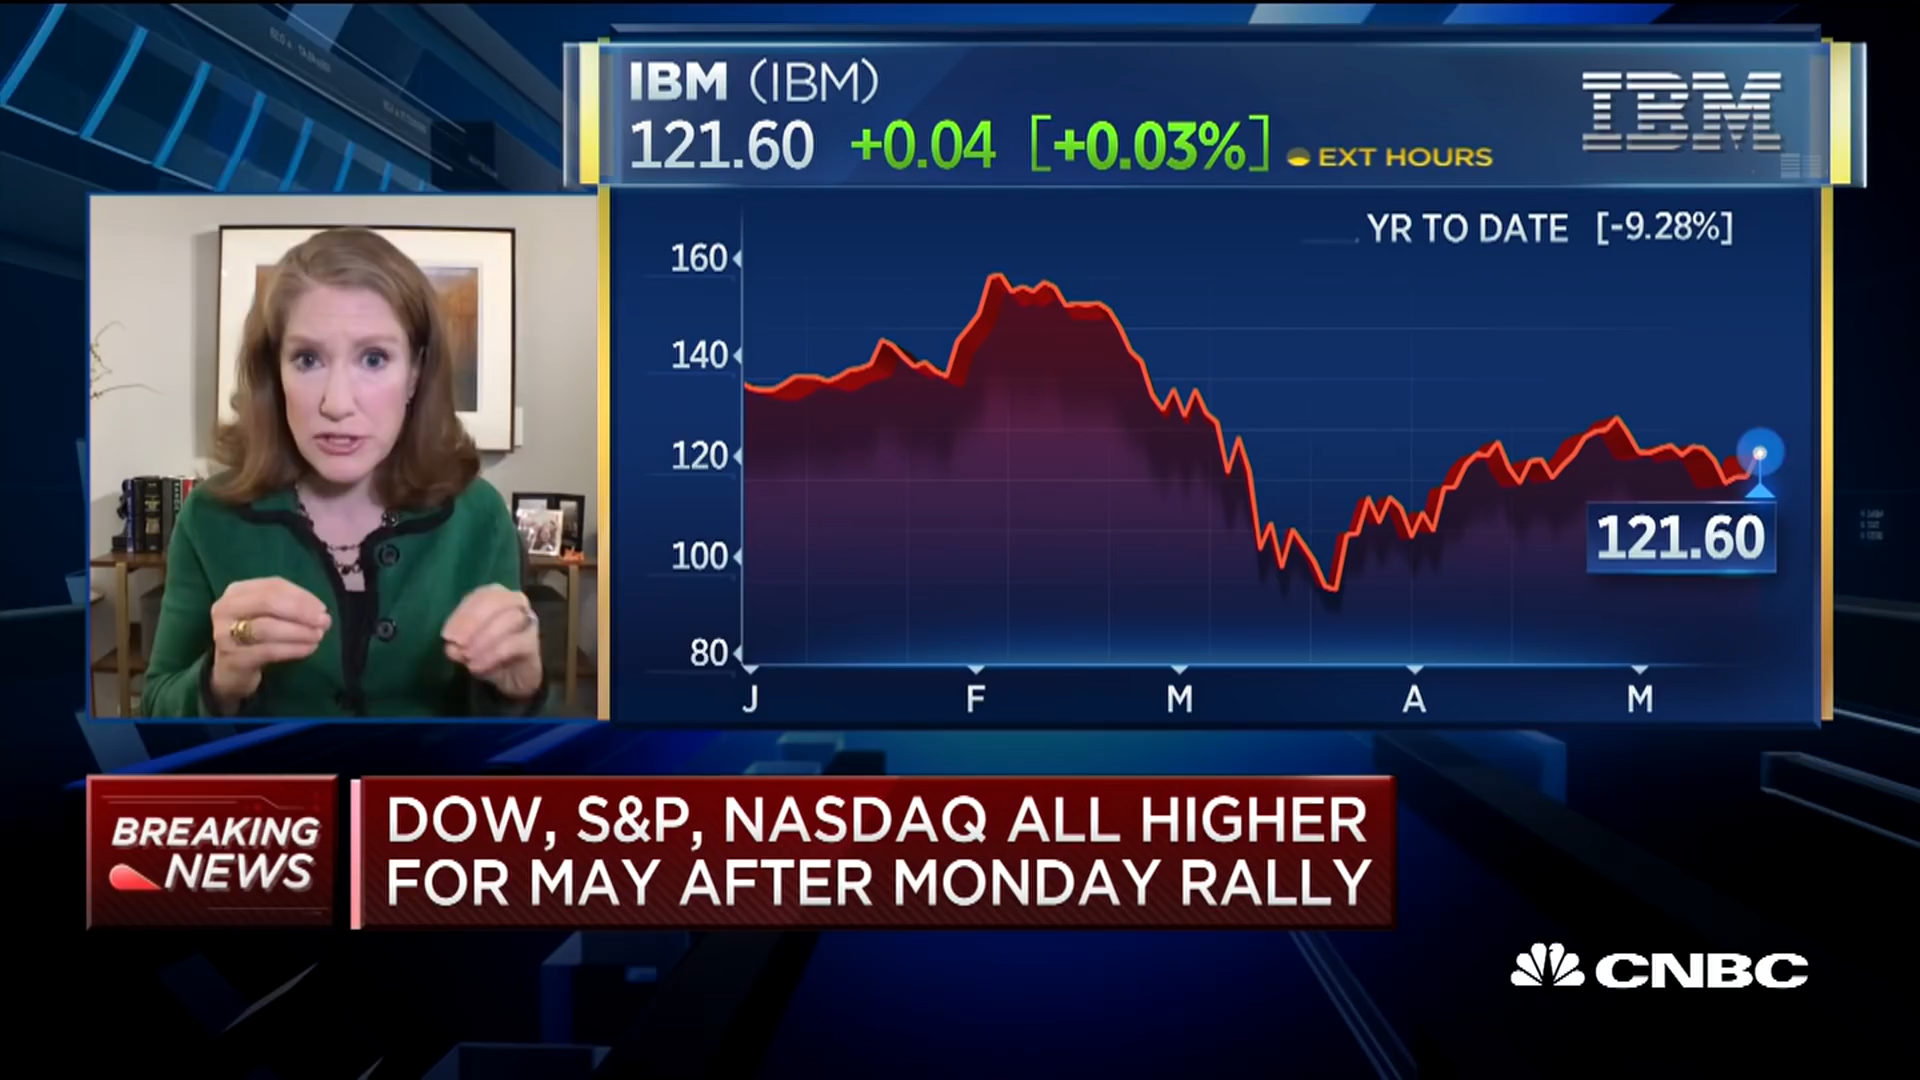 IBM (IBM)
121.60 +0.04 [+0.03%] EXT HOURS
IBM
YR TO DATE [-9.28%]
160
140
120
100
80
J F M A M
121.60
BREAKING
NEWS
DOW, S&P, NASDAQ ALL HIGHER
FOR MAY AFTER MONDAY RALLY
CNBC